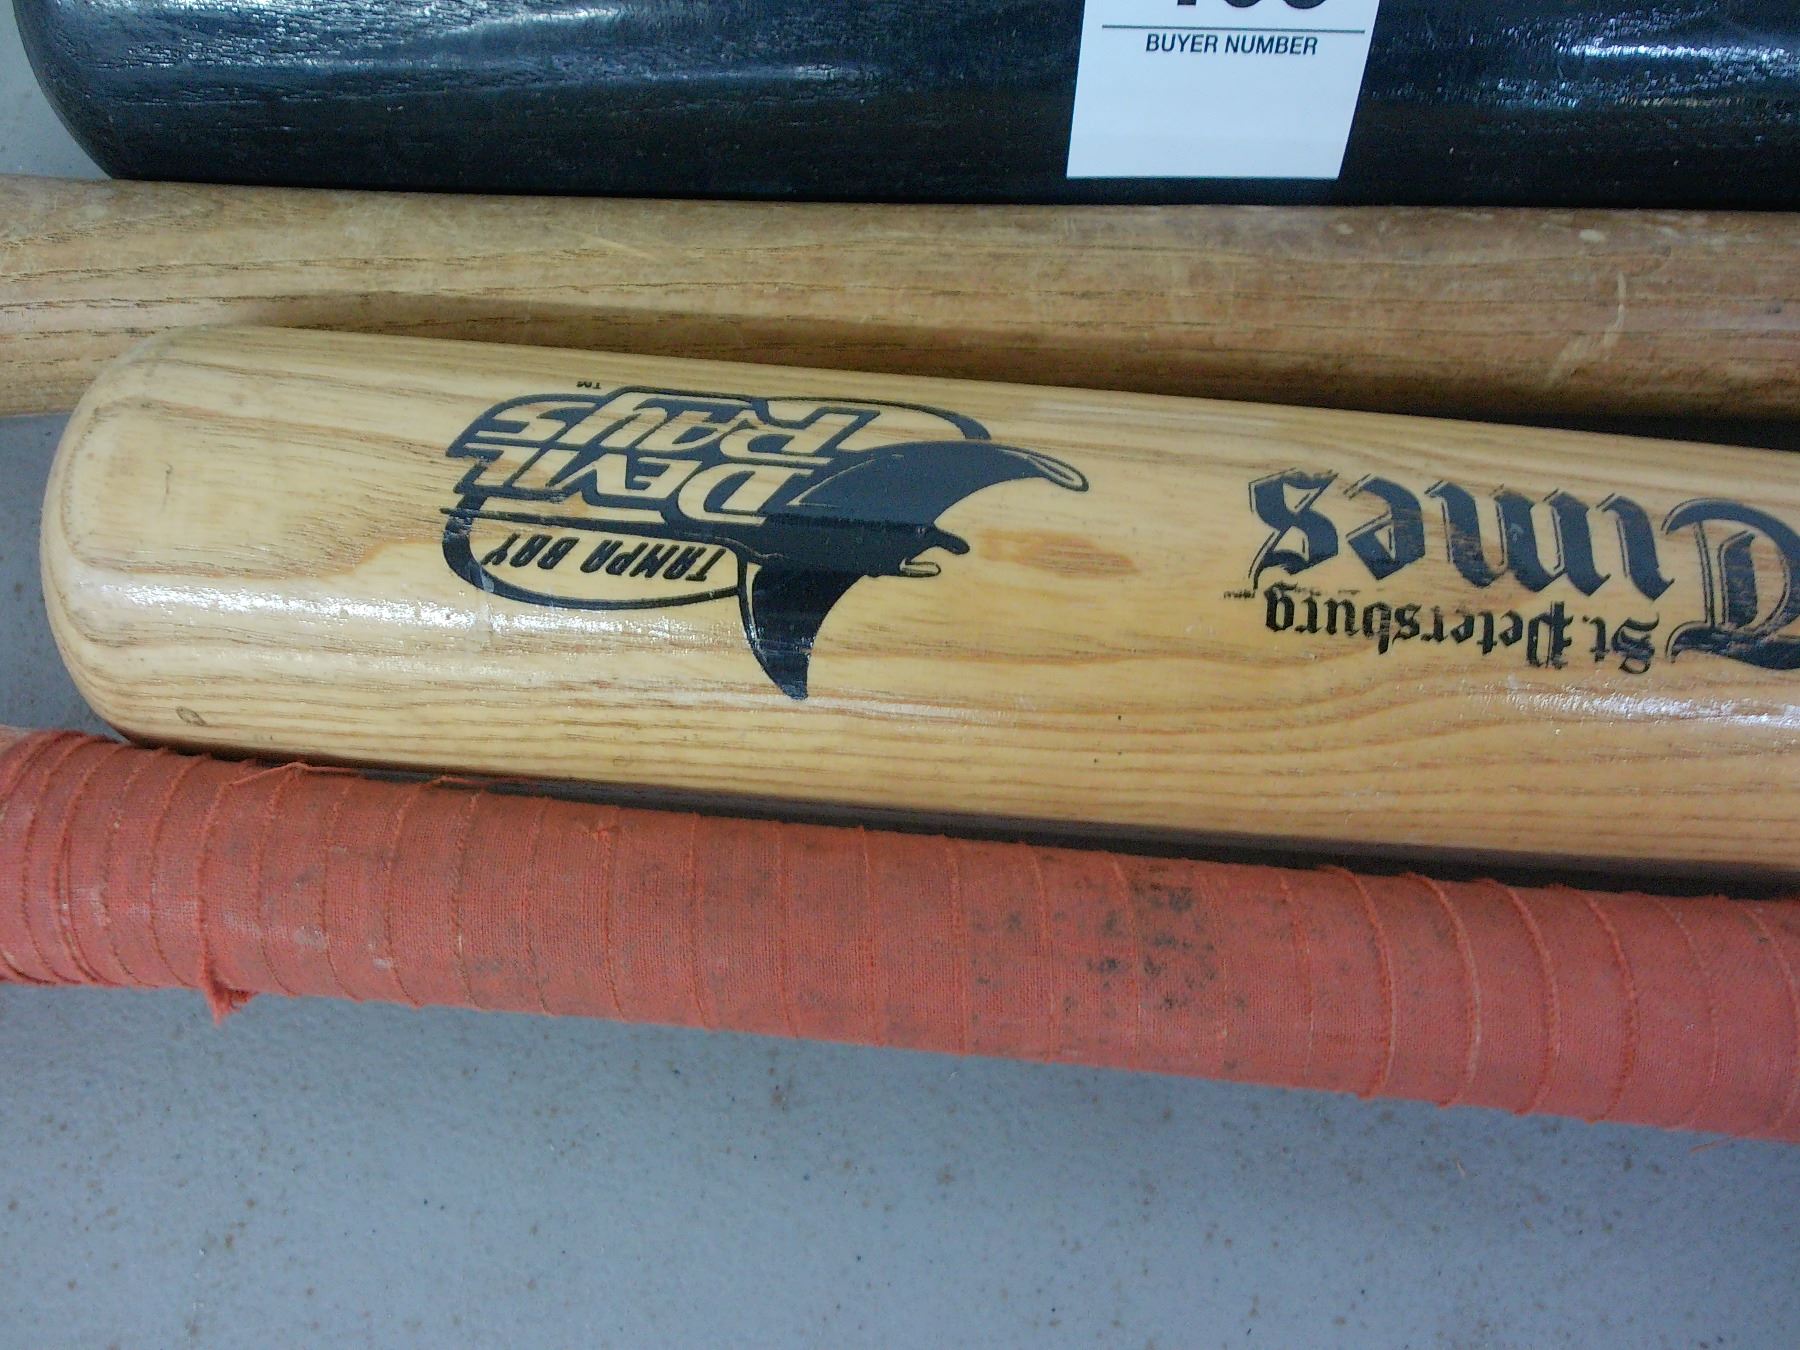 BUYER NUMBER
St. Petersburg
Times
TAMPA BAY
DEVIL
RAYS
TM